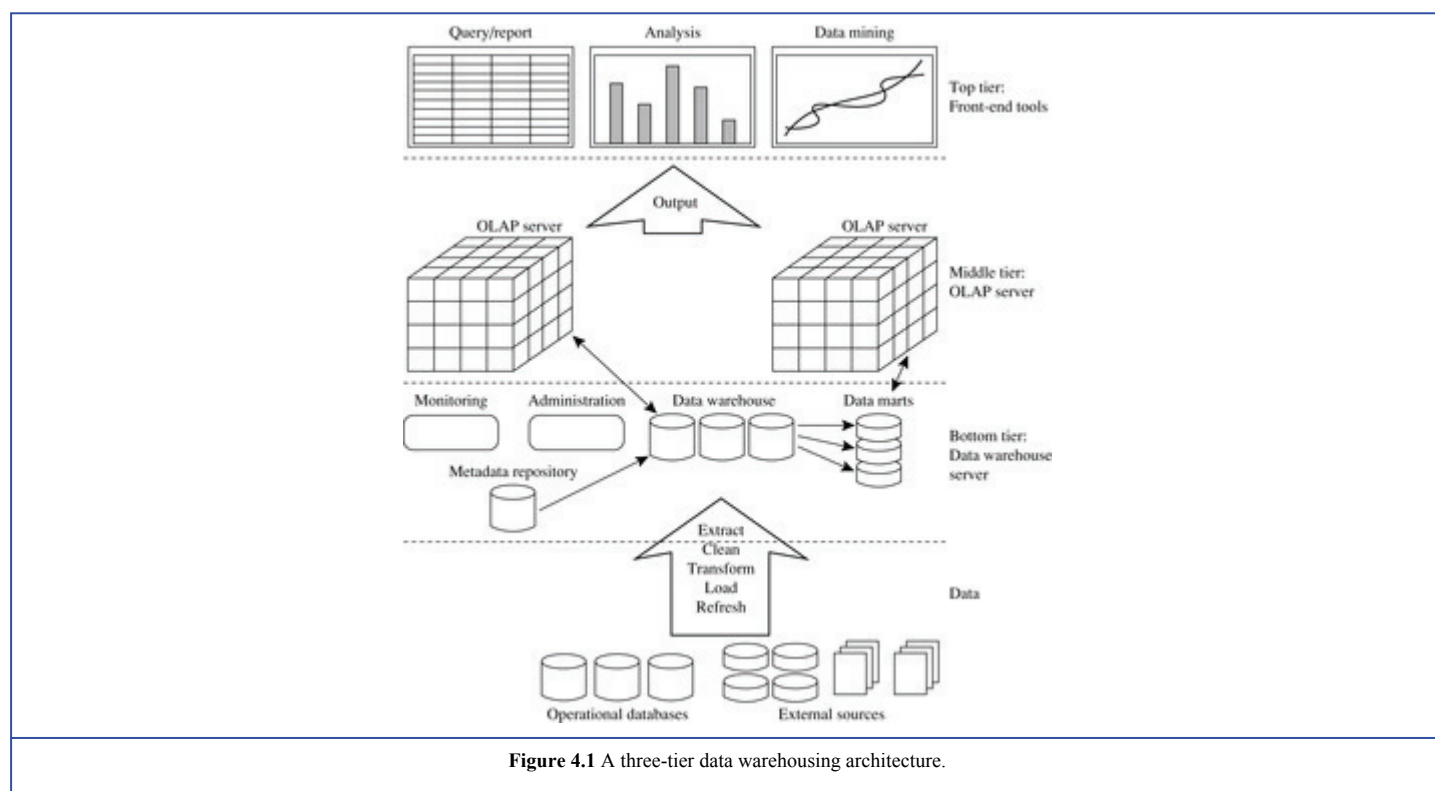 Query/report
Analysis
Data mining
Top tier:
Front-end tools
Output
OLAP server
OLAP server
Middle tier:
OLAP server
Monitoring
Administration
Data warehouse
Data marts
Bottom tier:
Data warehouse
server
Metadata repository
Extract
Clean
Transform
Load
Refresh
Data
Operational databases
External sources
Figure 4.1 A three-tier data warehousing architecture.